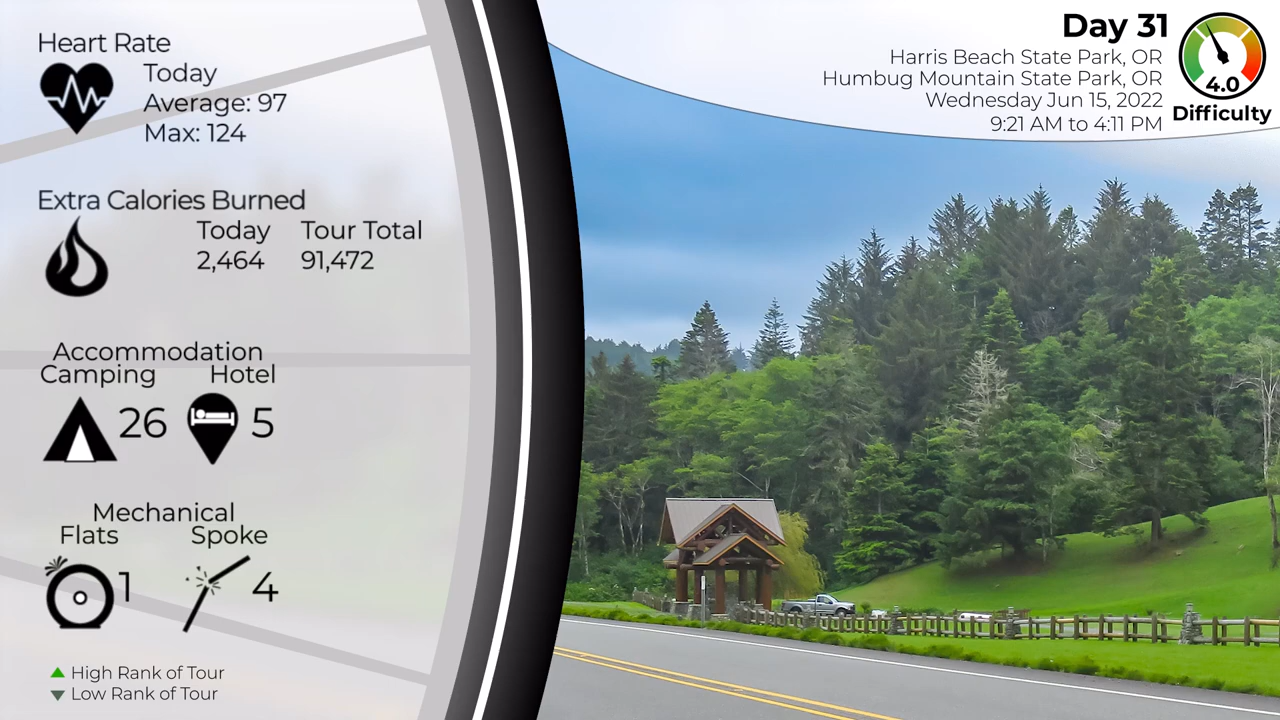 Heart Rate
Today
Average: 97
Max: 124
Extra Calories Burned
Today Tour Total
2,464 91,472
Accommodation
Camping Hotel
26 5
Mechanical
Flats Spoke
1 4
High Rank of Tour
Low Rank of Tour
Day 31
Harris Beach State Park, OR
Humbug Mountain State Park, OR
Wednesday Jun 15, 2022
9:21 AM to 4:11 PM
4.0
Difficulty